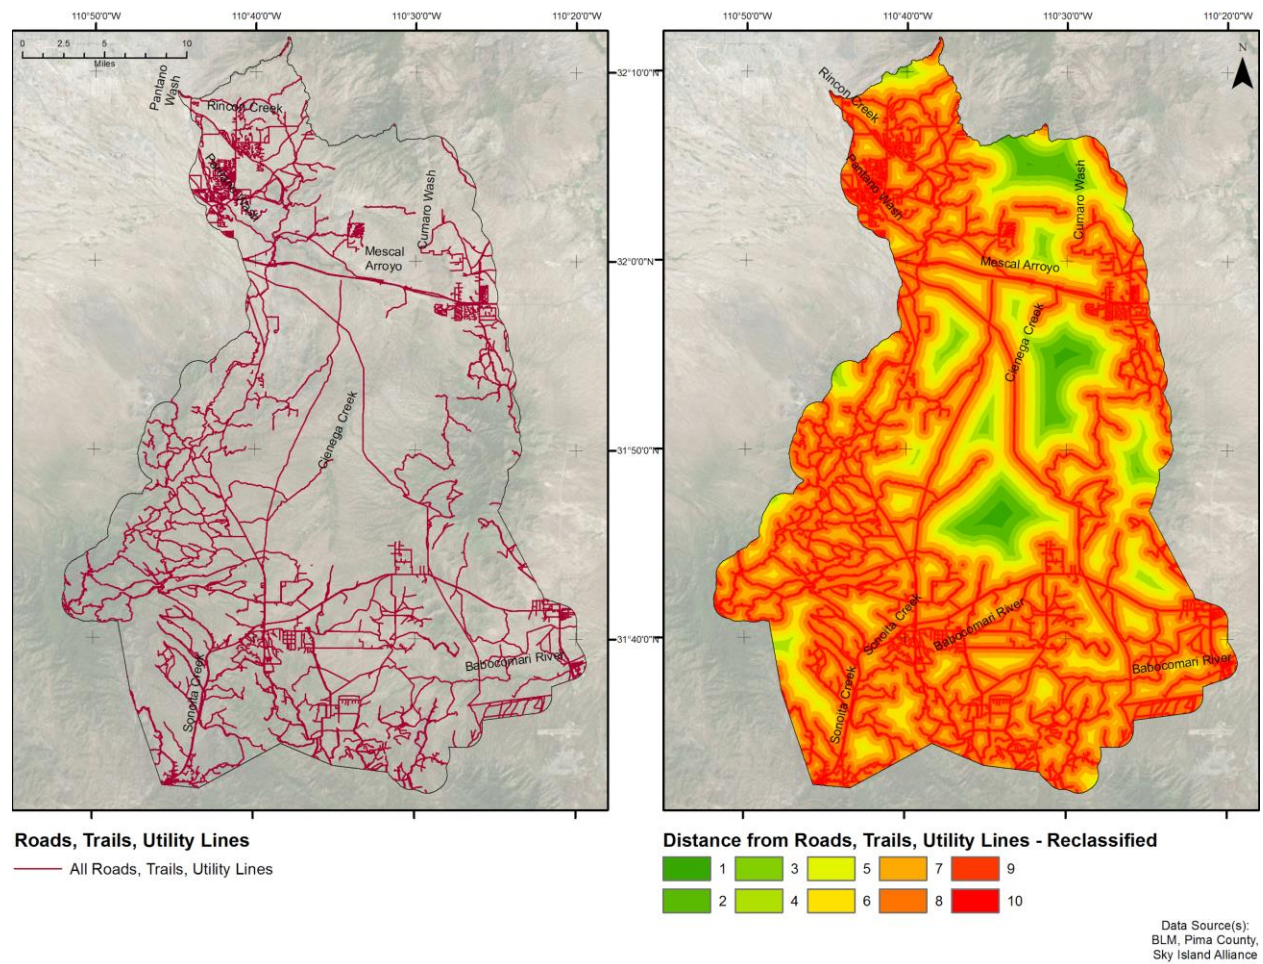 110°50'0"W 110°40'0"W 110°30'0"W 110°20'0"W
110°50'0"W 110°40'0"W 110°30'0"W 110°20'0"W
0 2.5 5 10
Miles
N
32°10'0"N
Pantano
Wash
Rincon Creek
Pantano Wash
Cumaro Wash
Mescal
Arroyo
32°0'0"N
Cienega Creek
31°50'0"N
31°40'0"N
Sonoita Creek
Babocomari River
Rincon Creek
Pantano Wash
Cumaro Wash
Mescal Arroyo
Cienega Creek
Sonoita Creek
Babocomari River
Sonoita Creek
Babocomari River
Roads, Trails, Utility Lines
All Roads, Trails, Utility Lines
Distance from Roads, Trails, Utility Lines - Reclassified
1 3 5 7 9
2 4 6 8 10
Data Source(s):
BLM, Pima County,
Sky Island Alliance